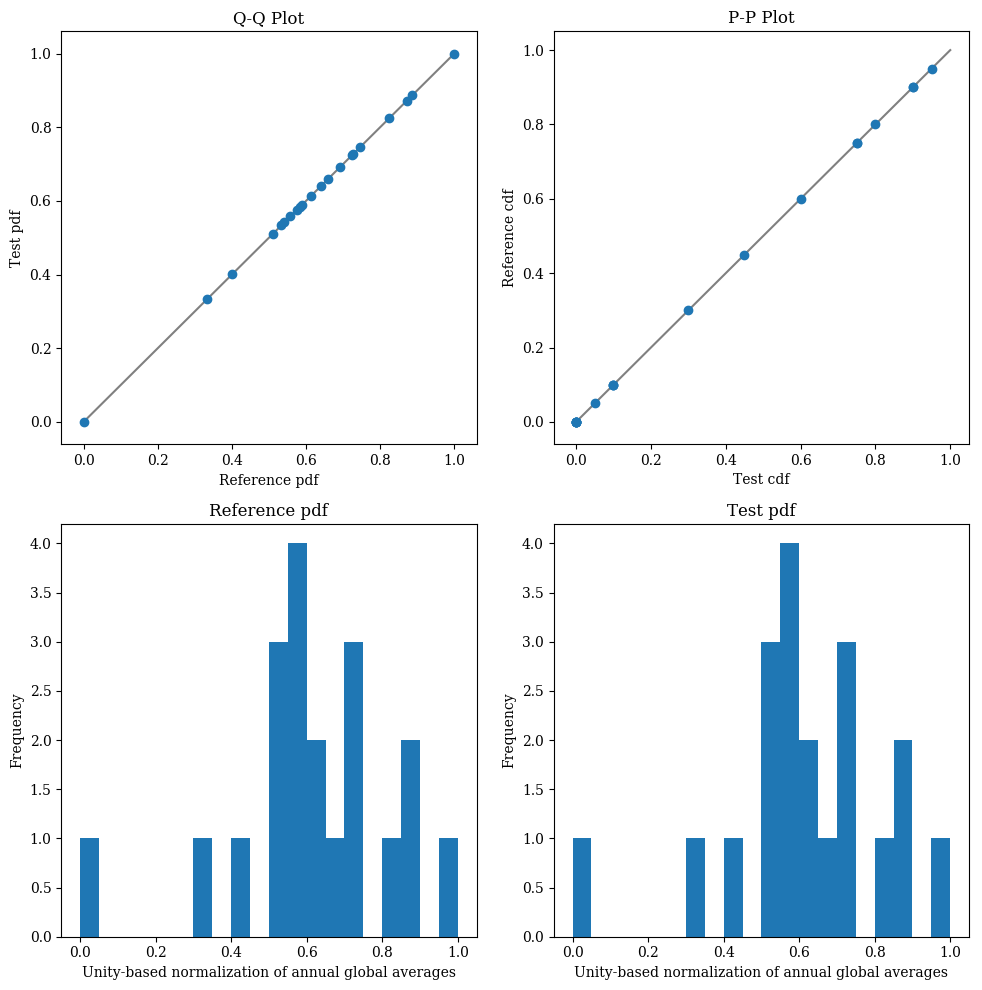 Q-Q Plot
1.0
0.8
0.6
0.4
0.2
0.0
Test pdf
0.0 0.2 0.4 0.6 0.8 1.0
Reference pdf
P-P Plot
1.0
0.8
0.6
0.4
0.2
0.0
Reference cdf
0.0 0.2 0.4 0.6 0.8 1.0
Test cdf
Reference pdf
4.0
3.5
3.0
2.5
2.0
1.5
1.0
0.5
0.0
Frequency
0.0 0.2 0.4 0.6 0.8 1.0
Unity-based normalization of annual global averages
Test pdf
4.0
3.5
3.0
2.5
2.0
1.5
1.0
0.5
0.0
Frequency
0.0 0.2 0.4 0.6 0.8 1.0
Unity-based normalization of annual global averages